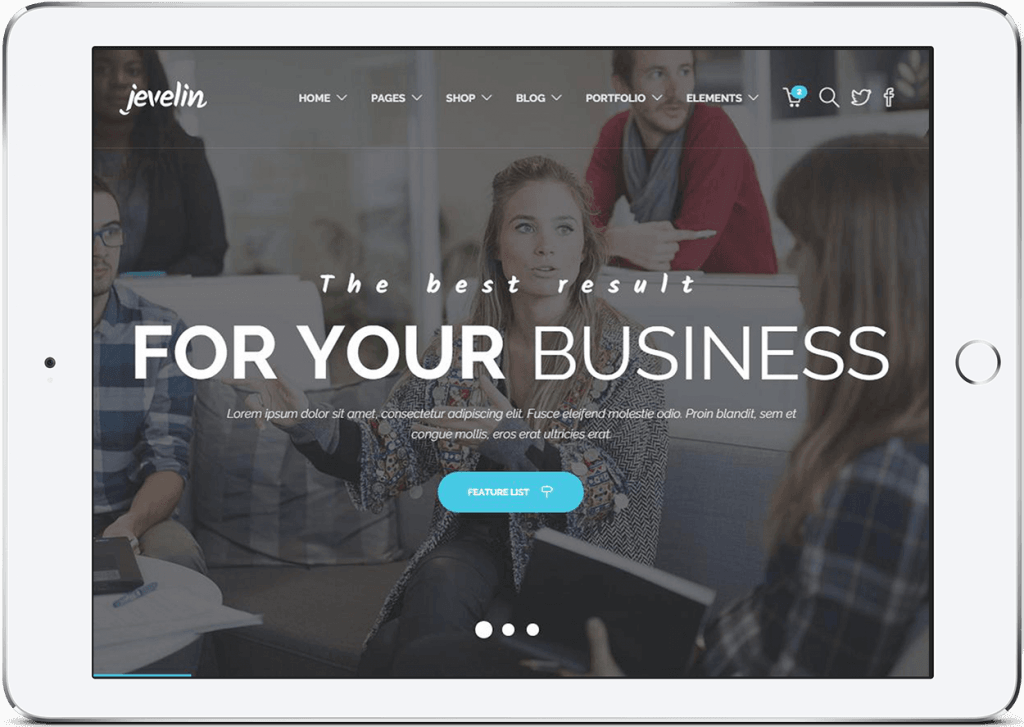 jevelin
HOME PAGES SHOP BLOG PORTFOLIO ELEMENTS 2
The best result
FOR YOUR BUSINESS
Lorem ipsum dolor sit amet, consectetur adipiscing elit. Fusce eleifend molestie odio. Proin blandit, sem et
congue mollis, eros erat ultricies erat.
FEATURE LIST